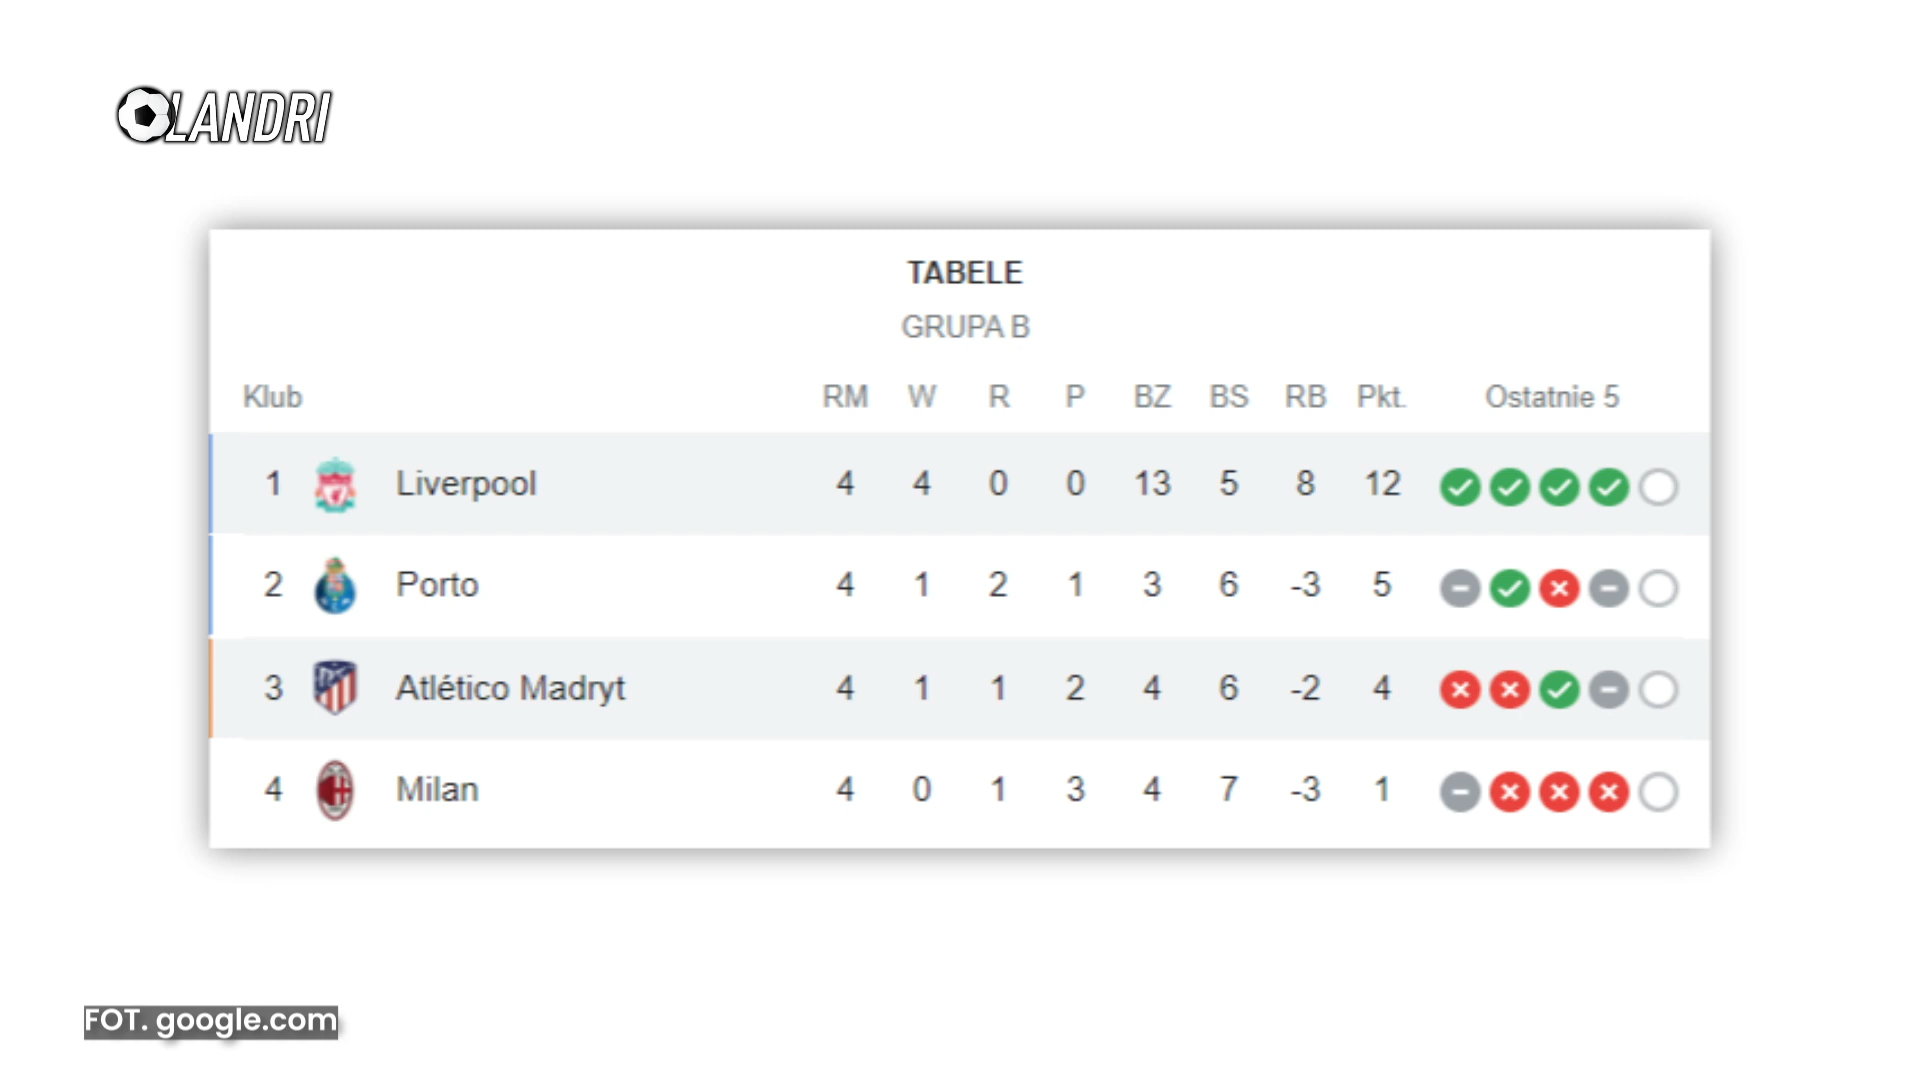 LANDRI
TABELE
GRUPA B
Klub RM W R P BZ BS RB Pkt. Ostatnie 5
1 Liverpool 4 4 0 0 13 5 8 12
2 Porto 4 1 2 1 3 6 -3 5
3 Atlético Madryt 4 1 1 2 4 6 -2 4
4 Milan 4 0 1 3 4 7 -3 1
FOT. google.com